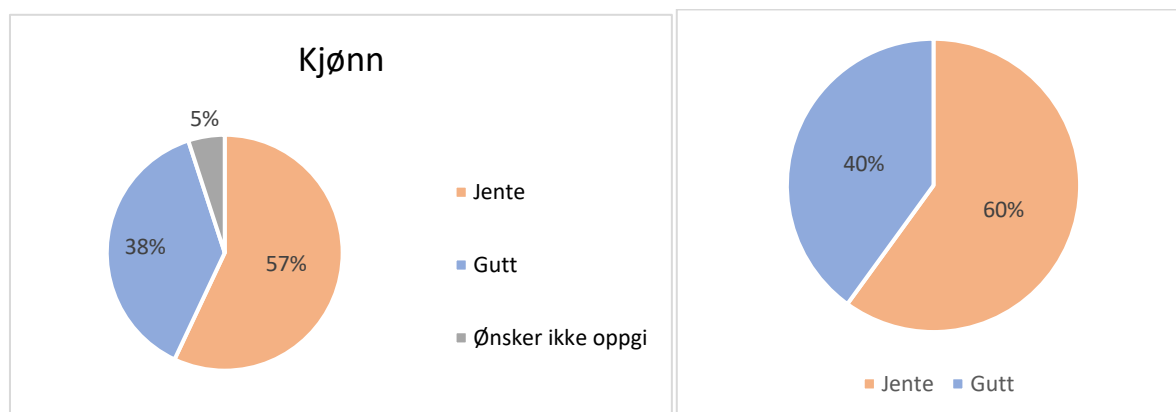 Kjønn
5%
38%
57%
Jente
Gutt
Ønsker ikke oppgi
40%
60%
Jente Gutt